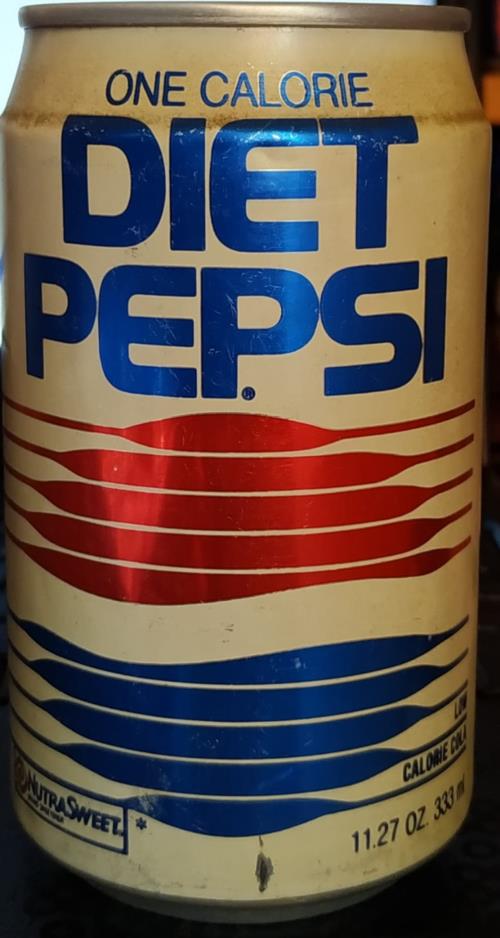 ONE CALORIE
DIET
PEPSI
®
LOW
CALORIE COLA
NUTRASWEET *
11.27 OZ. 333 ml